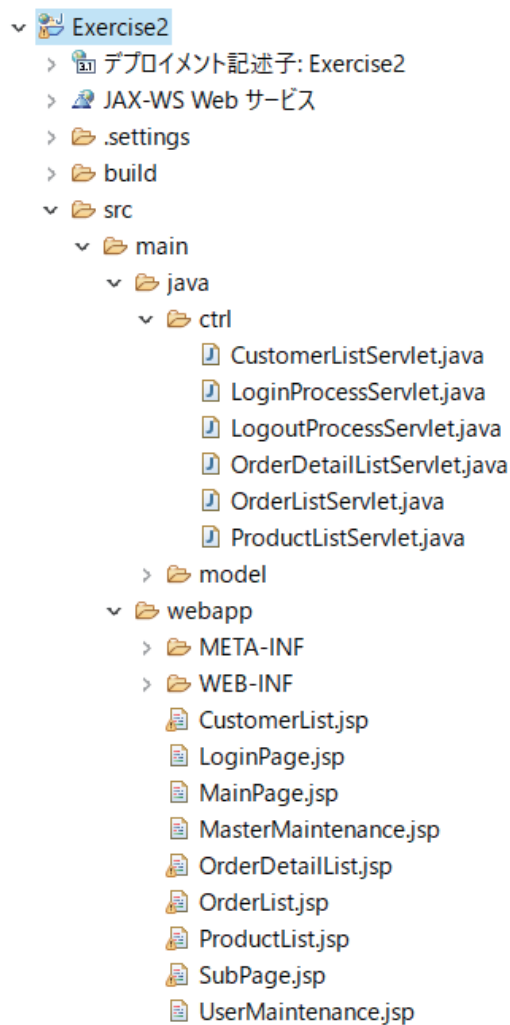 Exercise2
デプロイメント記述子: Exercise2
JAX-WS Web サービス
.settings
build
src
main
java
ctrl
CustomerListServlet.java
LoginProcessServlet.java
LogoutProcessServlet.java
OrderDetailListServlet.java
OrderListServlet.java
ProductListServlet.java
model
webapp
META-INF
WEB-INF
CustomerList.jsp
LoginPage.jsp
MainPage.jsp
MasterMaintenance.jsp
OrderDetailList.jsp
OrderList.jsp
ProductList.jsp
SubPage.jsp
UserMaintenance.jsp